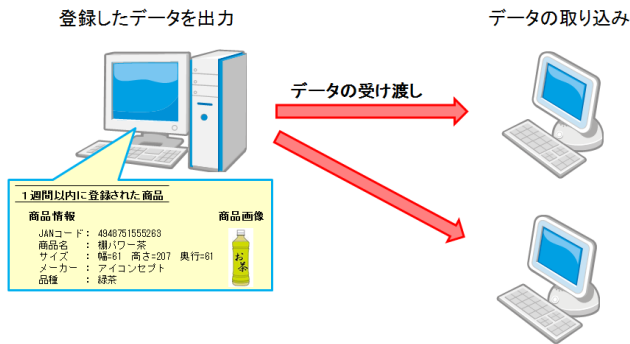 登録したデータを出力
データの取り込み
データの受け渡し
1週間以内に登録された商品
商品情報
商品画像
JANコード： 4948751555263
商品名　： 棚パワー茶
サイズ　： 幅=61　高さ=207　奥行=61
メーカー　： アイコンセプト
品種　： 緑茶
お茶